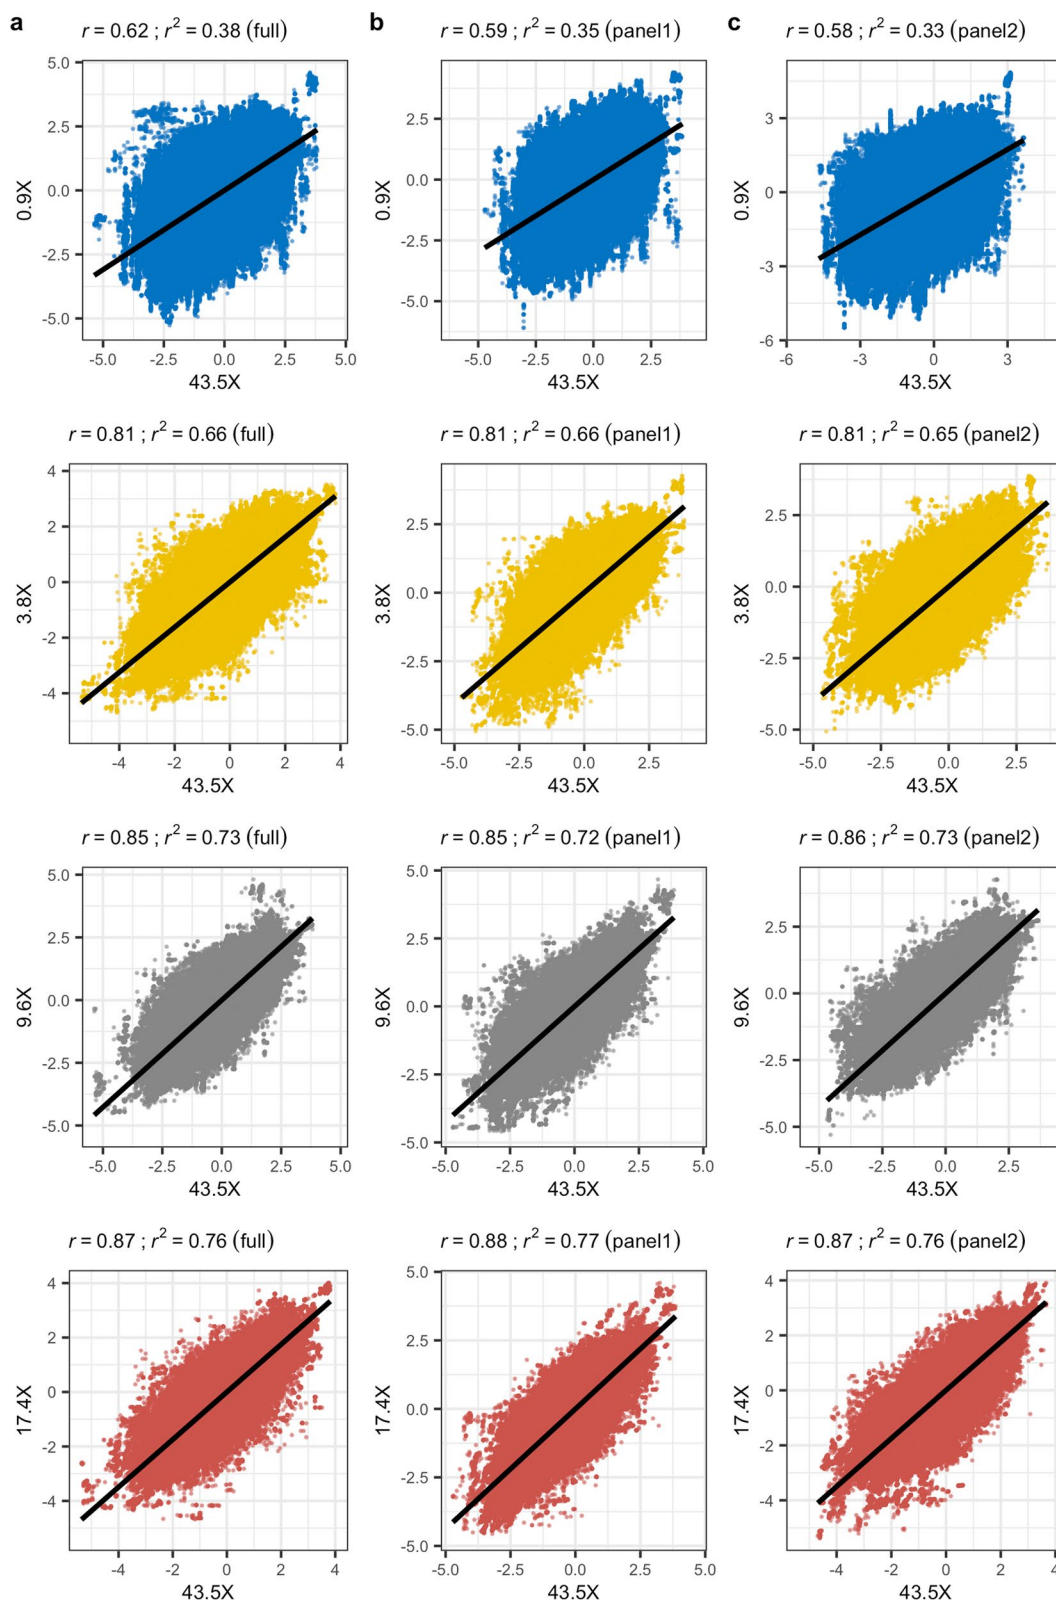 a
r = 0.62 ; r² = 0.38 (full)
5.0
2.5
0.0
-2.5
-5.0
0.9X
-5.0 -2.5 0.0 2.5 5.0
43.5X
b
r = 0.59 ; r² = 0.35 (panel1)
2.5
0.0
-2.5
-5.0
0.9X
-5.0 -2.5 0.0 2.5
43.5X
c
r = 0.58 ; r² = 0.33 (panel2)
3
0
-3
-6
0.9X
-6 -3 0 3
43.5X
r = 0.81 ; r² = 0.66 (full)
4
2
0
-2
-4
3.8X
-4 -2 0 2 4
43.5X
r = 0.81 ; r² = 0.66 (panel1)
2.5
0.0
-2.5
-5.0
3.8X
-5.0 -2.5 0.0 2.5
43.5X
r = 0.81 ; r² = 0.65 (panel2)
2.5
0.0
-2.5
-5.0
3.8X
-5.0 -2.5 0.0 2.5
43.5X
r = 0.85 ; r² = 0.73 (full)
5.0
2.5
0.0
-2.5
-5.0
9.6X
-5.0 -2.5 0.0 2.5 5.0
43.5X
r = 0.85 ; r² = 0.72 (panel1)
5.0
2.5
0.0
-2.5
-5.0
9.6X
-5.0 -2.5 0.0 2.5 5.0
43.5X
r = 0.86 ; r² = 0.73 (panel2)
2.5
0.0
-2.5
-5.0
9.6X
-5.0 -2.5 0.0 2.5
43.5X
r = 0.87 ; r² = 0.76 (full)
4
2
0
-2
-4
17.4X
-4 -2 0 2 4
43.5X
r = 0.88 ; r² = 0.77 (panel1)
5.0
2.5
0.0
-2.5
-5.0
17.4X
-5.0 -2.5 0.0 2.5 5.0
43.5X
r = 0.87 ; r² = 0.76 (panel2)
4
2
0
-2
-4
17.4X
-4 -2 0 2 4
43.5X